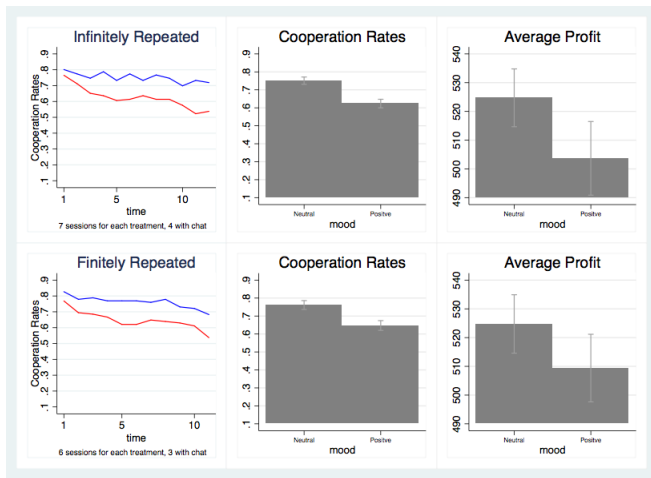 Infinitely Repeated
Cooperation Rates
.1 .2 .3 .4 .5 .6 .7 .8 .9
1 5 10
time
7 sessions for each treatment, 4 with chat
Cooperation Rates
.1 .2 .3 .4 .5 .6 .7 .8 .9
Neutral Positve
mood
Average Profit
490 500 510 520 530 540
Neutral Positve
mood
Finitely Repeated
Cooperation Rates
.1 .2 .3 .4 .5 .6 .7 .8 .9
1 5 10
time
6 sessions for each treatment, 3 with chat
Cooperation Rates
.1 .2 .3 .4 .5 .6 .7 .8 .9
Neutral Positve
mood
Average Profit
490 500 510 520 530 540
Neutral Positve
mood